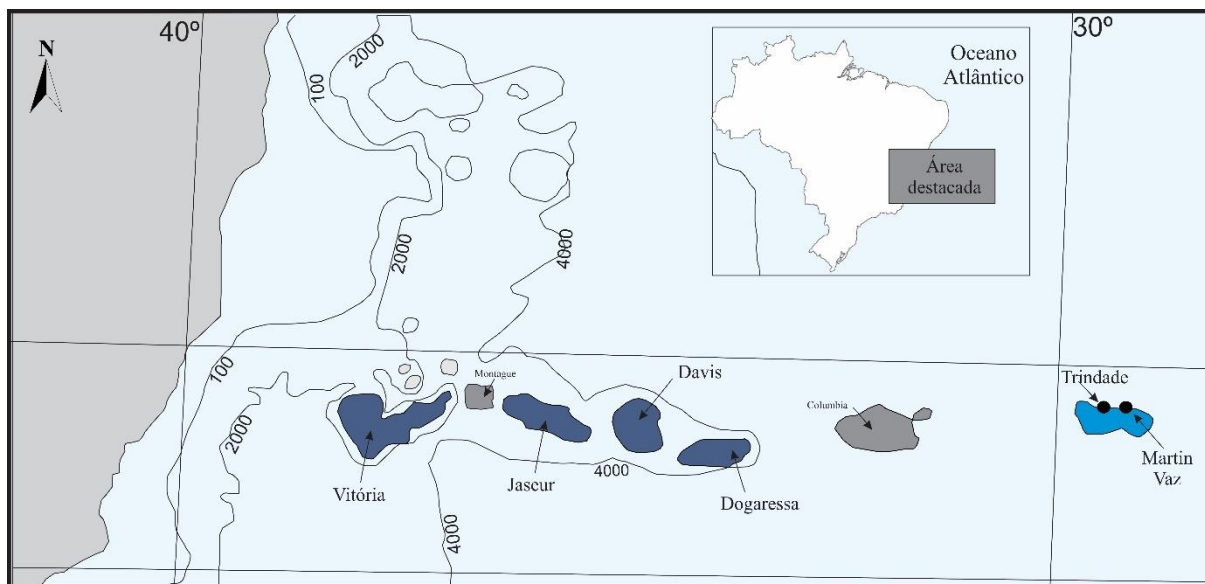 40º
30º
N
2000
100
Oceano
Atlântico
Área
destacada
2000
4000
100
2000
Montague
Davis
Columbia
Trindade
Vitória
Jaseur
4000
Dogaressa
Martin
Vaz
4000